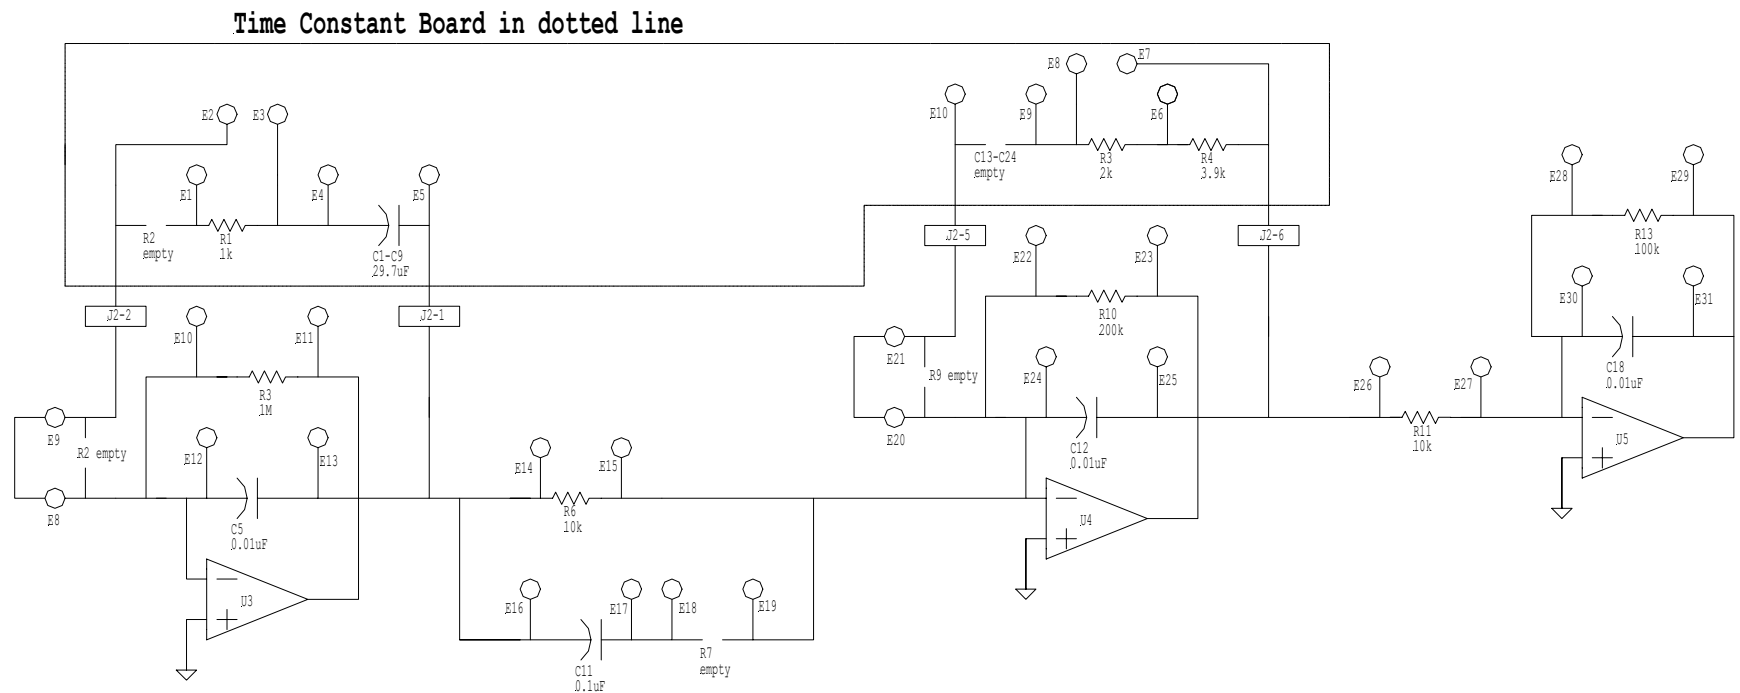 Time Constant Board in dotted line
E8
E7
E10
E9
E6
E2
E3
C13-C24
empty
R3
2k
R4
3.9k
E28
E29
E1
E4
E5
R2
empty
R1
1k
C1-C9
29.7uF
J2-5
J2-6
R13
100k
E22
E23
E30
E31
J2-2
J2-1
R10
200k
E10
E11
E21
R9 empty
E24
E25
C18
0.01uF
E26
E27
R3
1M
E9
R2 empty
E12
E13
E20
C12
0.01uF
R11
10k
U5
E14
E15
E8
C5
0.01uF
R6
10k
U4
U3
E16
E17
E18
E19
C11
0.1uF
R7
empty